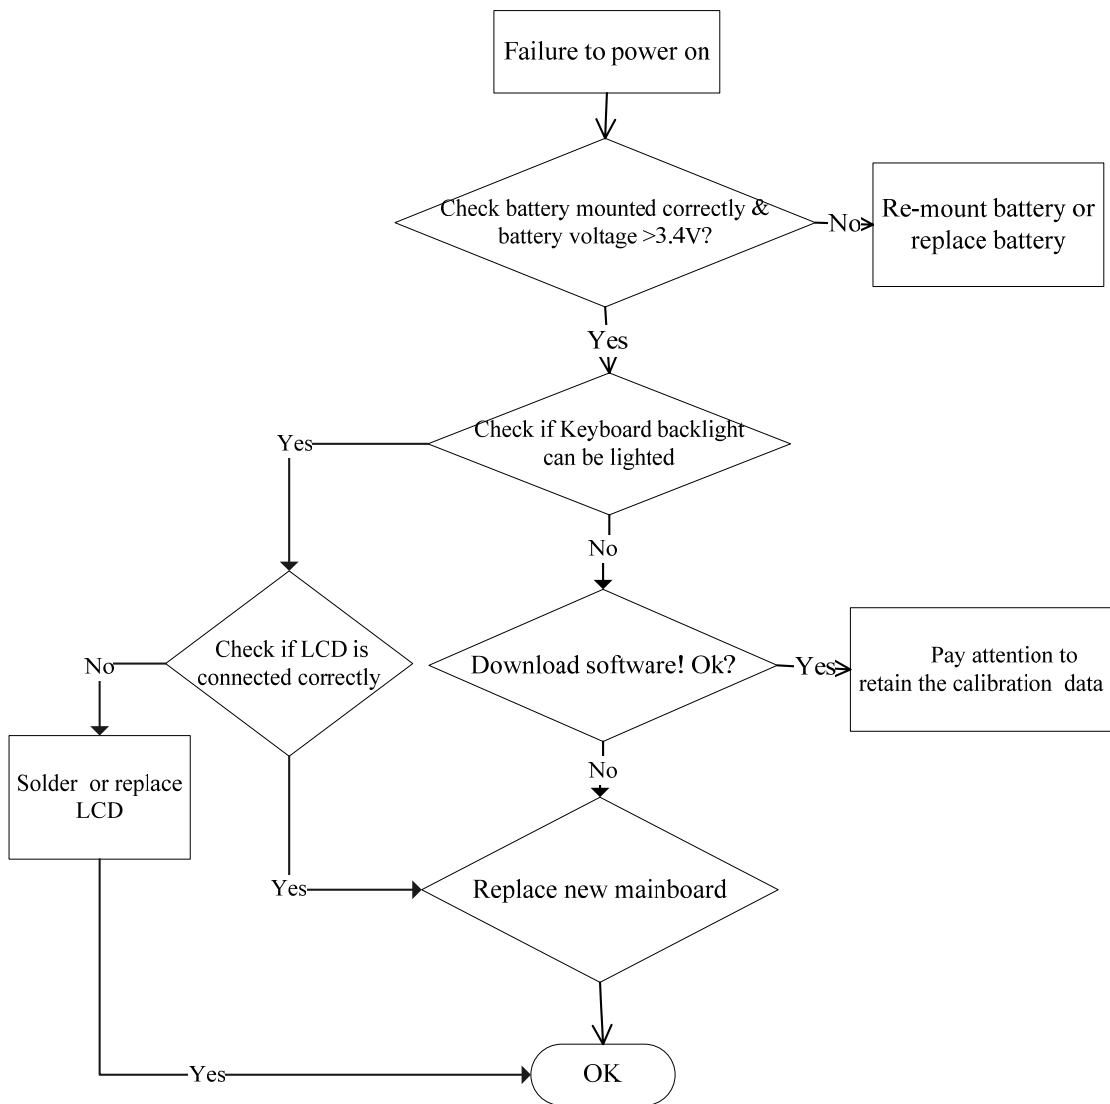 Failure to power on
Check battery mounted correctly &
battery voltage >3.4V?
No
Re-mount battery or
replace battery
Yes
Check if Keyboard backlight
can be lighted
Yes
No
Check if LCD is
connected correctly
No
Download software! Ok?
Yes
Pay attention to
retain the calibration data
Solder or replace
LCD
No
Yes
Replace new mainboard
Yes
OK